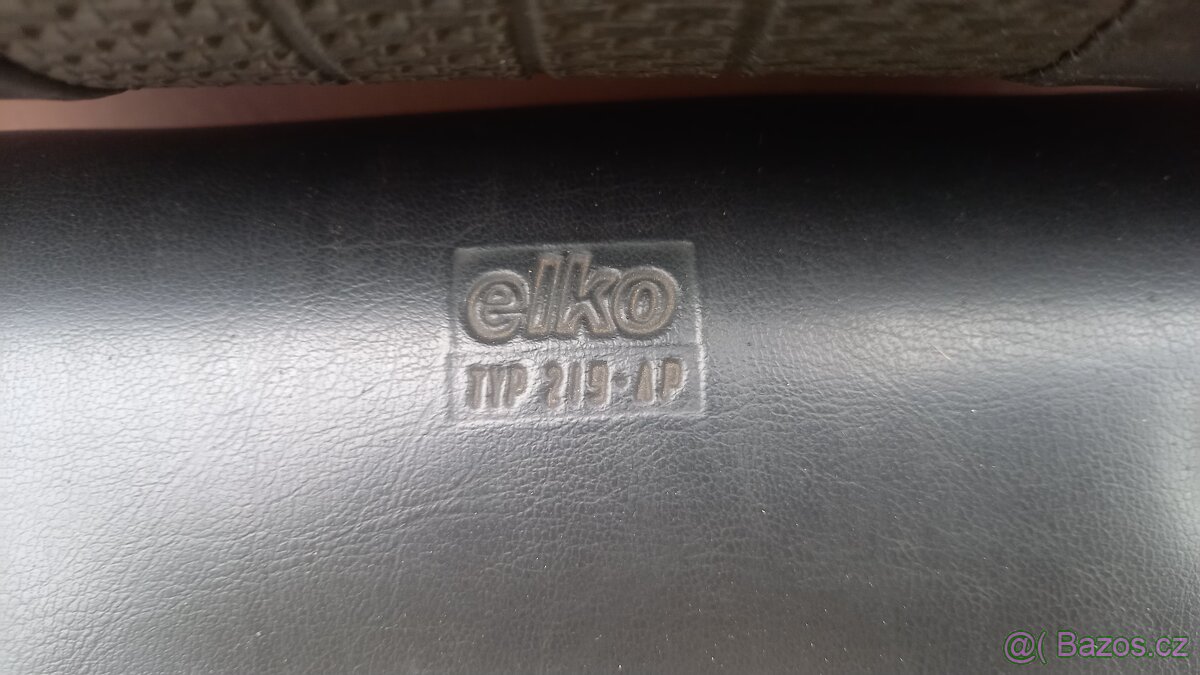 elko
TYP 219-AP
@( Bazos.cz